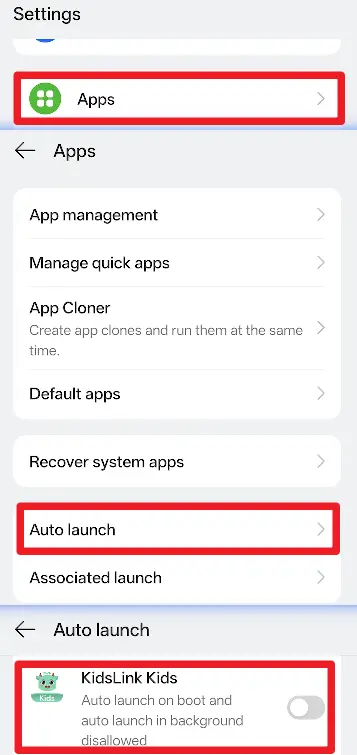 Settings
Apps
Apps
App management
Manage quick apps
App Cloner
Create app clones and run them at the same
time.
Default apps
Recover system apps
Auto launch
Associated launch
Auto launch
KidsLink Kids
Kids
Auto launch on boot and
auto launch in background
disallowed